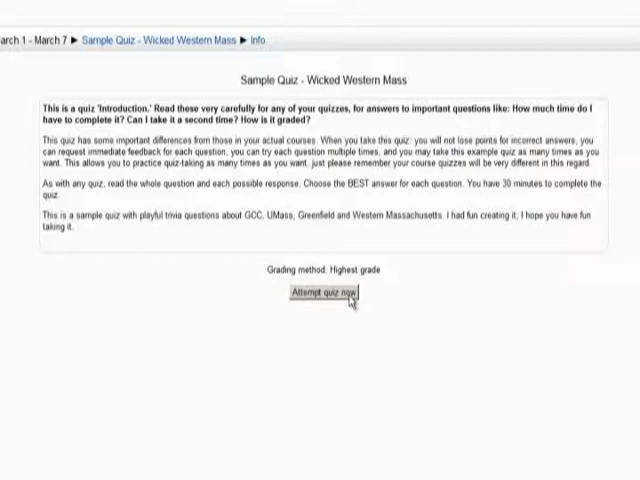 arch 1 - March 7 ► Sample Quiz - Wicked Western Mass ► Info
Sample Quiz - Wicked Western Mass
This is a quiz 'Introduction.' Read these very carefully for any of your quizzes, for answers to important questions like: How much time do I
have to complete it? Can I take it a second time? How is it graded?
This quiz has some important differences from those in your actual courses. When you take this quiz: you will not lose points for incorrect answers, you
can request immediate feedback for each question, you can try each question multiple times, and you may take this example quiz as many times as you
want. This allows you to practice quiz-taking as many times as you want, just please remember your course quizzes will be very different in this regard.
As with any quiz, read the whole question and each possible response. Choose the BEST answer for each question. You have 30 minutes to complete the
quiz.
This is a sample quiz with playful trivia questions about GCC, UMass, Greenfield and Western Massachusetts. I had fun creating it; I hope you have fun
taking it.
Grading method: Highest grade
Attempt quiz now